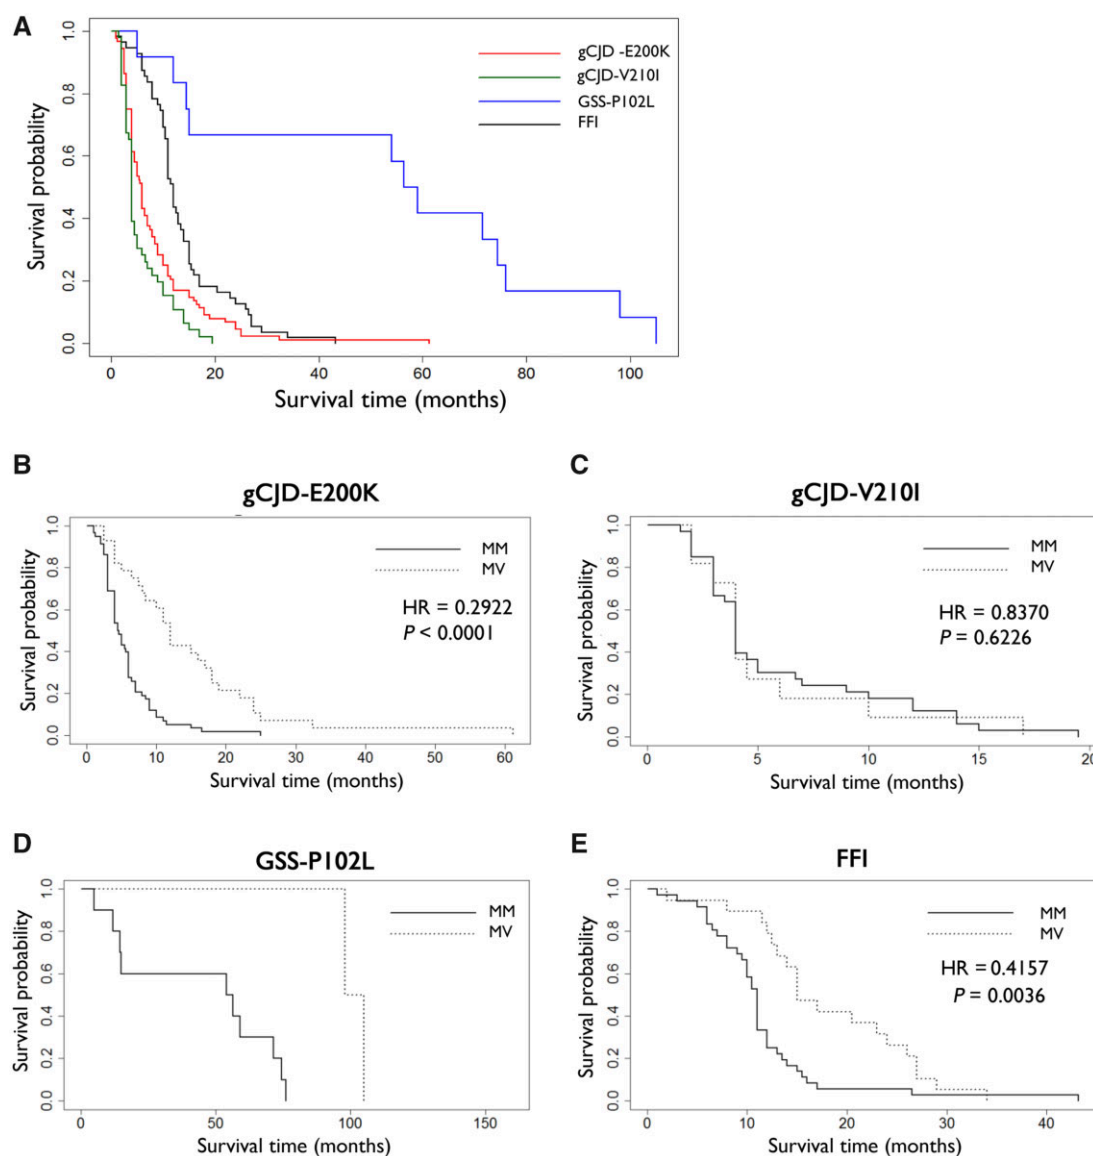 A
gCJD -E200K
gCJD-V210I
GSS-P102L
FFI
Survival probability
0.0 0.2 0.4 0.6 0.8 1.0
0 20 40 60 80 100
Survival time (months)
B
gCJD-E200K
MM
MV
HR = 0.2922
P < 0.0001
Survival probability
0.0 0.2 0.4 0.6 0.8 1.0
0 10 20 30 40 50 60
Survival time (months)
C
gCJD-V210I
MM
MV
HR = 0.8370
P = 0.6226
Survival probability
0.0 0.2 0.4 0.6 0.8 1.0
0 5 10 15 20
Survival time (months)
D
GSS-P102L
MM
MV
Survival probability
0.0 0.2 0.4 0.6 0.8 1.0
0 50 100 150
Survival time (months)
E
FFI
MM
MV
HR = 0.4157
P = 0.0036
Survival probability
0.0 0.2 0.4 0.6 0.8 1.0
0 10 20 30 40
Survival time (months)